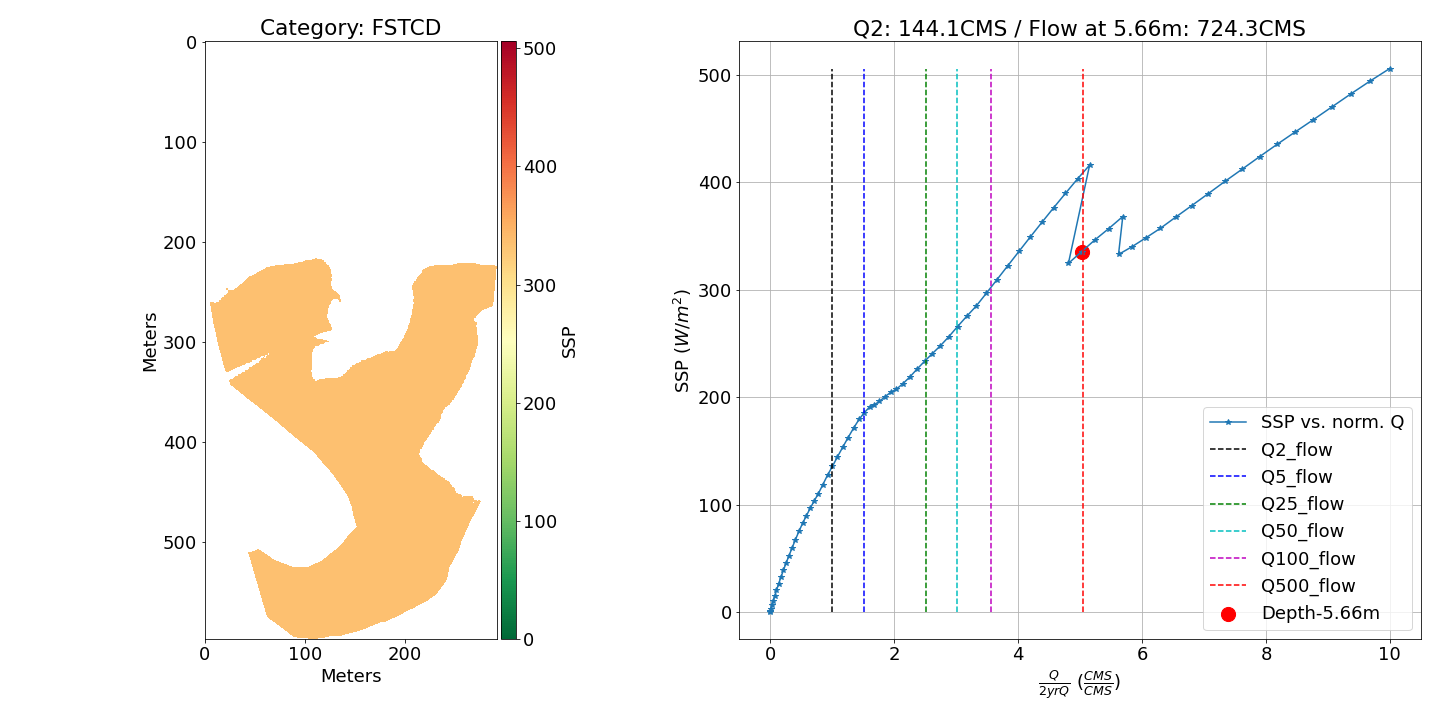 Category: FSTCD
0
100
200
300
400
500
Meters
0
100
200
Meters
500
400
300
200
100
0
SSP
Q2: 144.1CMS / Flow at 5.66m: 724.3CMS
500
400
300
200
100
0
SSP (W/m²)
0
2
4
6
8
10
Q/2yrQ (CMS/CMS)
SSP vs. norm. Q
Q2_flow
Q5_flow
Q25_flow
Q50_flow
Q100_flow
Q500_flow
Depth-5.66m